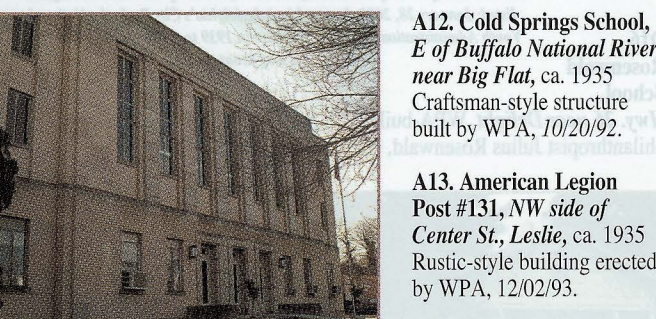 A12. Cold Springs School,
E of Buffalo National River
near Big Flat, ca. 1935
Craftsman-style structure
built by WPA, 10/20/92.
A13. American Legion
Post #131, NW side of
Center St., Leslie, ca. 1935
Rustic-style building erected
by WPA, 12/02/93.